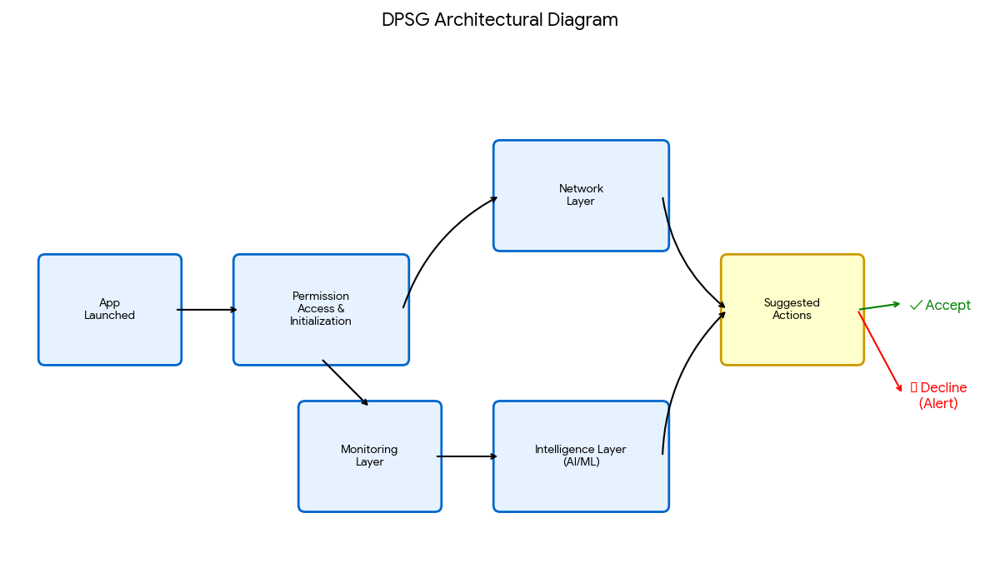 DPSG Architectural Diagram
Network
Layer
App
Launched
Permission
Access &
Initialization
Suggested
Actions
✓ Accept
▯ Decline
(Alert)
Monitoring
Layer
Intelligence Layer
(AI/ML)